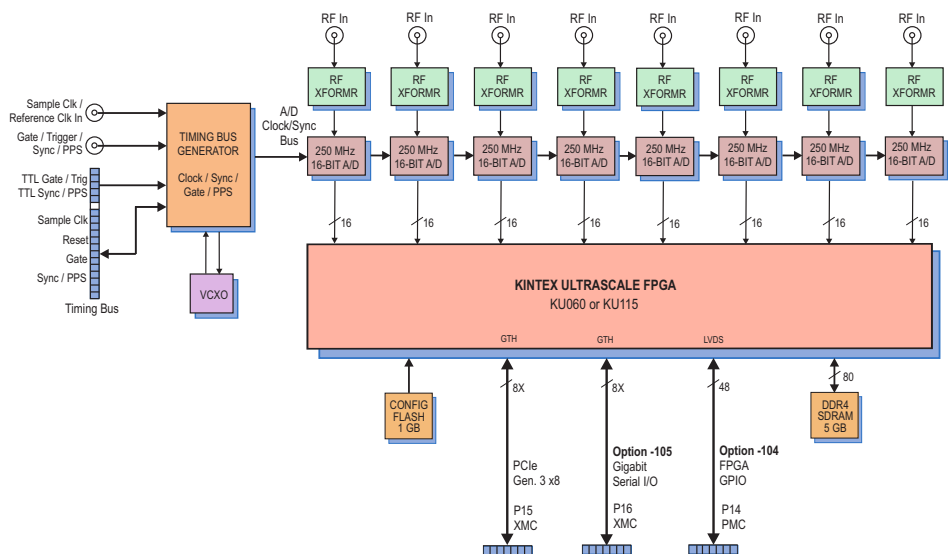 RF In RF In RF In RF In RF In RF In RF In RF In
RF
XFORMR
RF
XFORMR
RF
XFORMR
RF
XFORMR
RF
XFORMR
RF
XFORMR
RF
XFORMR
RF
XFORMR
Sample Clk /
Reference Clk In
Gate / Trigger /
Sync / PPS
TTL Gate / Trig
TTL Sync / PPS
Sample Clk
Reset
Gate
Sync / PPS
Timing Bus
TIMING BUS
GENERATOR
Clock / Sync /
Gate / PPS
VCXO
A/D
Clock/Sync
Bus
250 MHz
16-BIT A/D
250 MHz
16-BIT A/D
250 MHz
16-BIT A/D
250 MHz
16-BIT A/D
250 MHz
16-BIT A/D
250 MHz
16-BIT A/D
250 MHz
16-BIT A/D
250 MHz
16-BIT A/D
16 16 16 16 16 16 16 16
KINTEX ULTRASCALE FPGA
KU060 or KU115
GTH GTH LVDS
8X 8X 48 80
CONFIG
FLASH
1 GB
DDR4
SDRAM
5 GB
PCIe
Gen. 3 x8
P15
XMC
Option -105
Gigabit
Serial I/O
P16
XMC
Option -104
FPGA
GPIO
P14
PMC